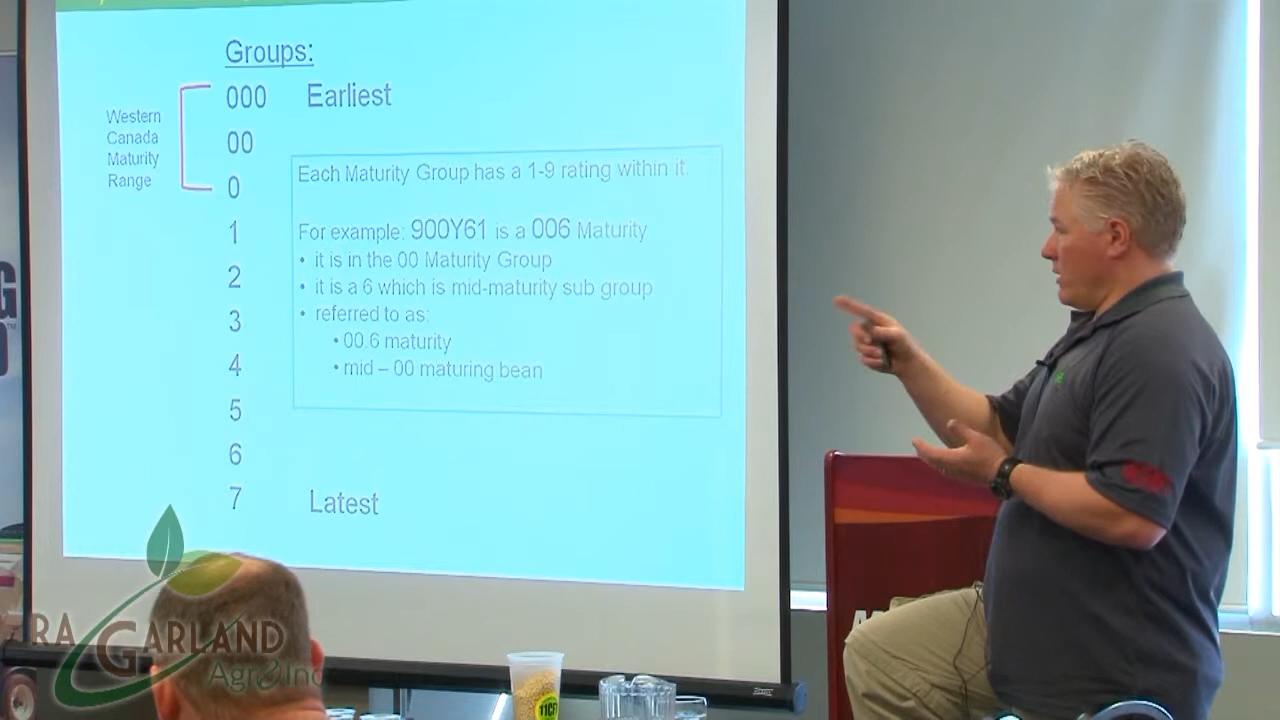 Groups:
000 Earliest
00
0
1
2
3
4
5
6
7 Latest
Western
Canada
Maturity
Range
Each Maturity Group has a 1-9 rating within it.
For example: 900Y61 is a 006 Maturity
• it is in the 00 Maturity Group
• it is a 6 which is mid-maturity sub group
• referred to as:
• 00.6 maturity
• mid – 00 maturing bean
RA GARLAND
Agro Inc